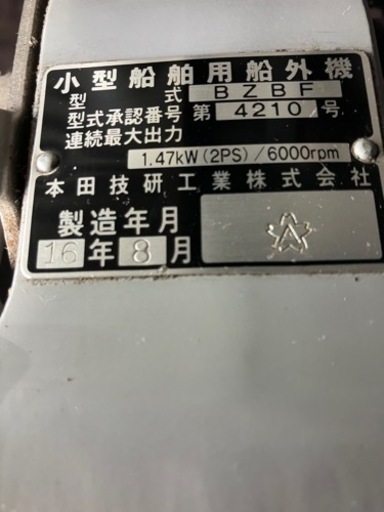 小型船舶用船外機
型式 BZBF
型式承認番号 第 4210 号
連続最大出力
1.47kW(2PS)/6000rpm
本田技研工業株式会社
製造年月
16年8月